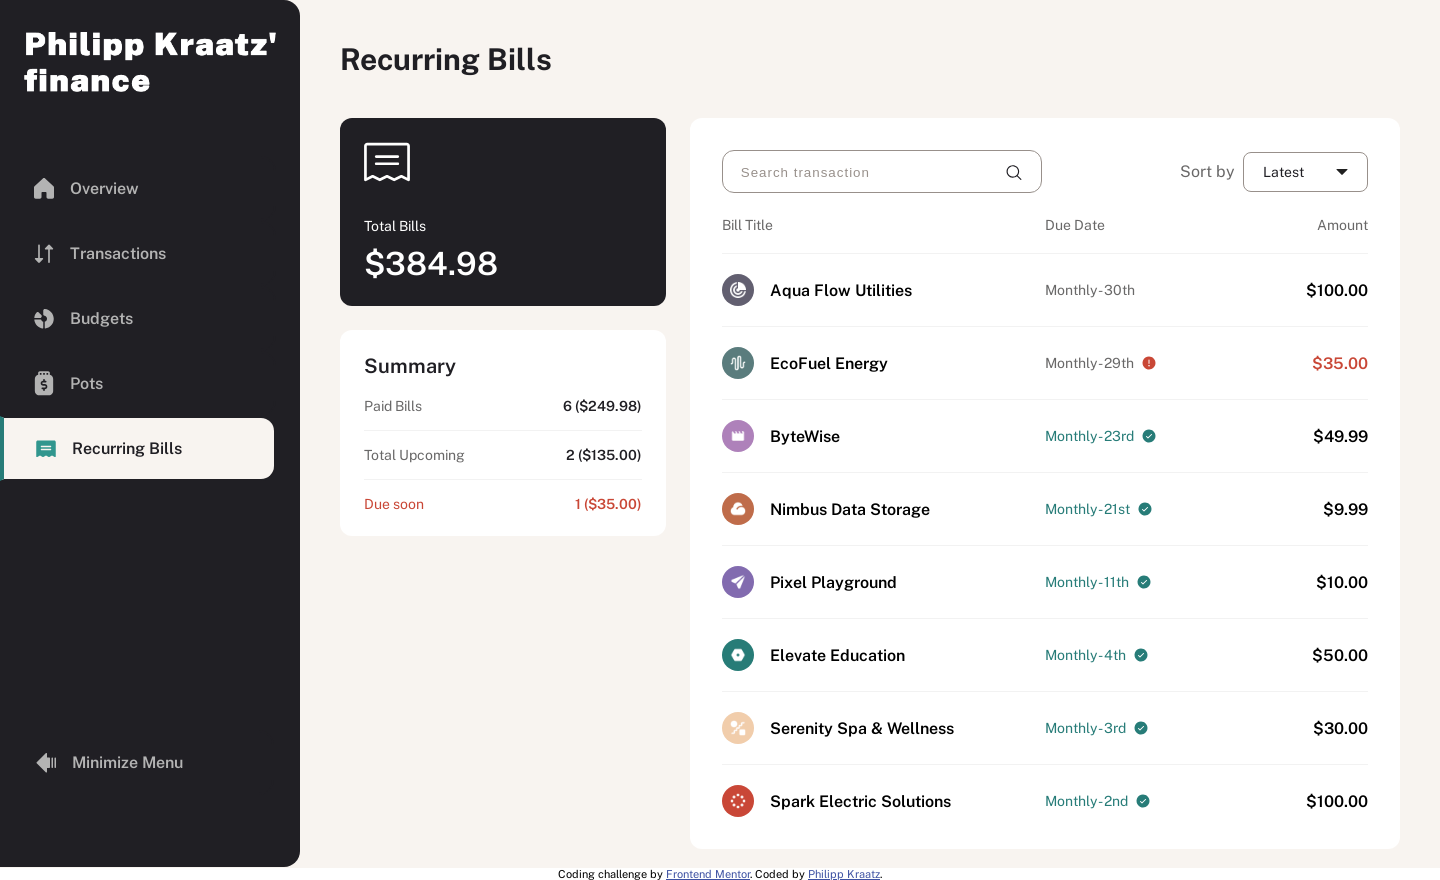 Philipp Kraatz'
finance
Overview
Transactions
Budgets
Pots
Recurring Bills
Minimize Menu
Recurring Bills
Total Bills
$384.98
Summary
Paid Bills 6 ($249.98)
Total Upcoming 2 ($135.00)
Due soon 1 ($35.00)
Search transaction Sort by Latest
Bill Title Due Date Amount
Aqua Flow Utilities Monthly-30th $100.00
EcoFuel Energy Monthly-29th $35.00
ByteWise Monthly-23rd $49.99
Nimbus Data Storage Monthly-21st $9.99
Pixel Playground Monthly-11th $10.00
Elevate Education Monthly-4th $50.00
Serenity Spa & Wellness Monthly-3rd $30.00
Spark Electric Solutions Monthly-2nd $100.00
Coding challenge by Frontend Mentor. Coded by Philipp Kraatz.